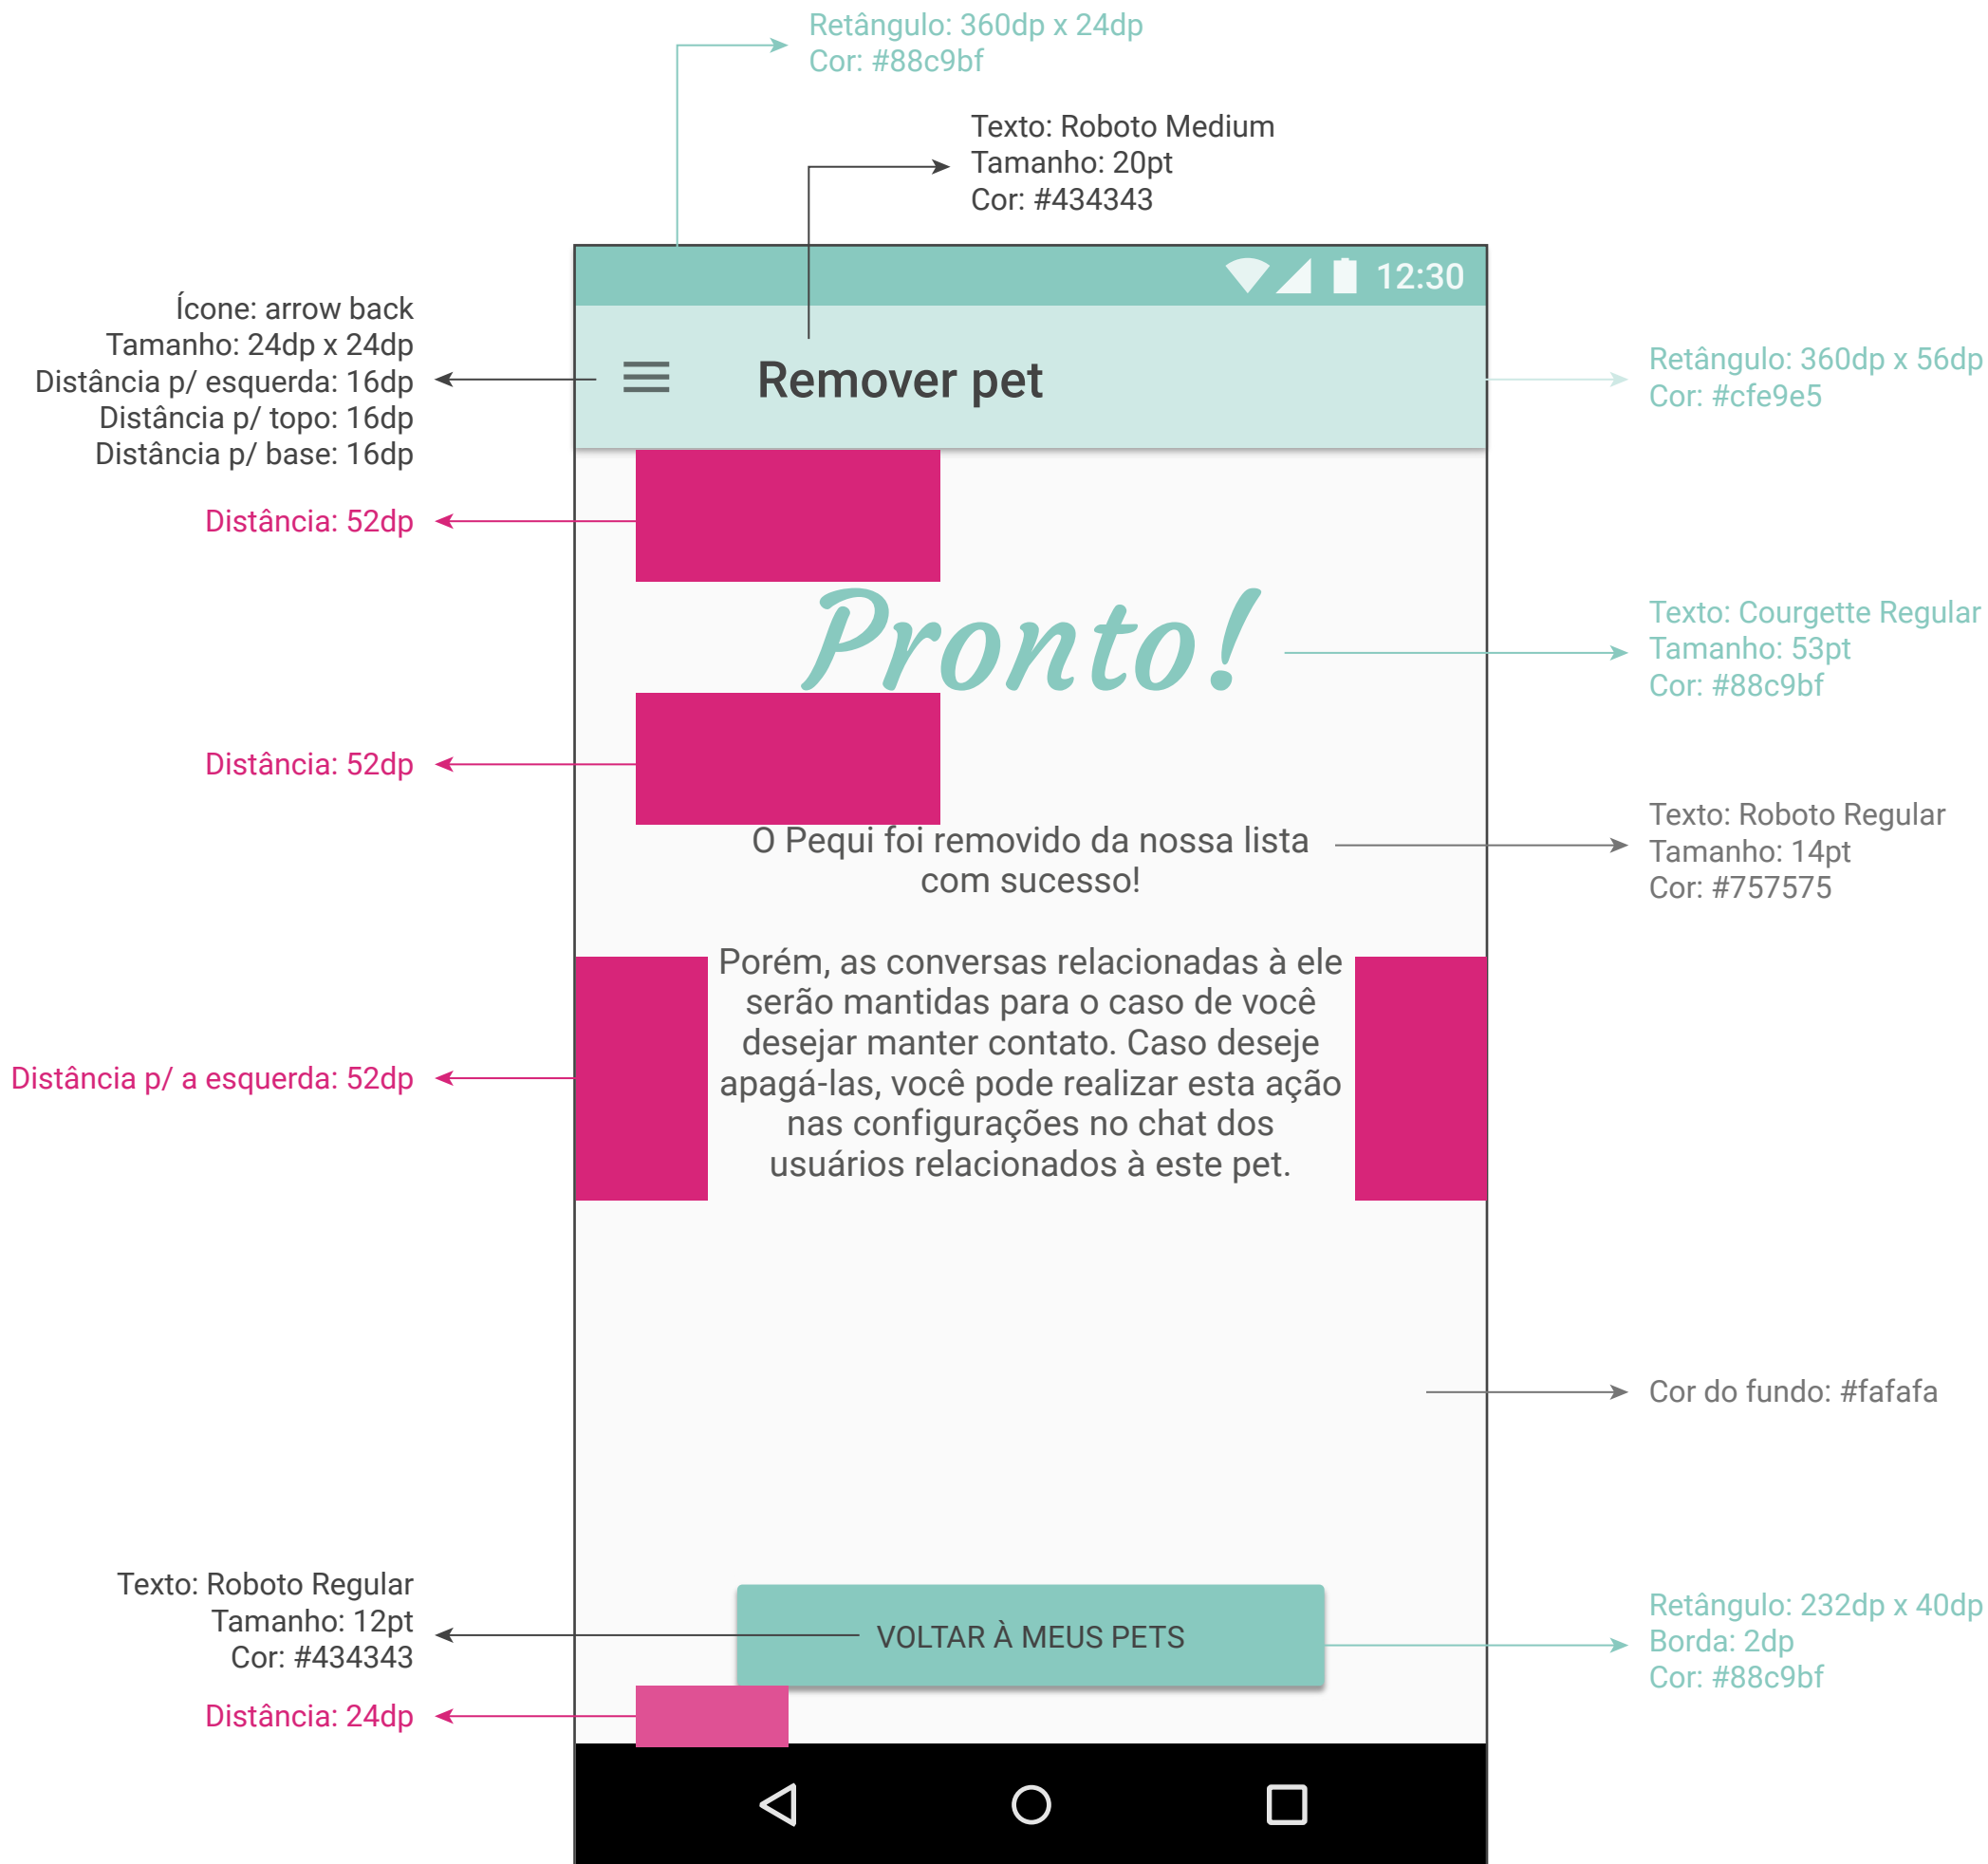 Retângulo: 360dp x 24dp
Cor: #88c9bf
Texto: Roboto Medium
Tamanho: 20pt
Cor: #434343
12:30
Ícone: arrow back
Tamanho: 24dp x 24dp
Distância p/ esquerda: 16dp
Distância p/ topo: 16dp
Distância p/ base: 16dp
Remover pet
Retângulo: 360dp x 56dp
Cor: #cfe9e5
Distância: 52dp
Pronto!
Texto: Courgette Regular
Tamanho: 53pt
Cor: #88c9bf
Distância: 52dp
O Pequi foi removido da nossa lista
com sucesso!
Texto: Roboto Regular
Tamanho: 14pt
Cor: #757575
Porém, as conversas relacionadas à ele
serão mantidas para o caso de você
desejar manter contato. Caso deseje
apagá-las, você pode realizar esta ação
nas configurações no chat dos
usuários relacionados à este pet.
Distância p/ a esquerda: 52dp
Cor do fundo: #fafafa
Texto: Roboto Regular
Tamanho: 12pt
Cor: #434343
VOLTAR À MEUS PETS
Retângulo: 232dp x 40dp
Borda: 2dp
Cor: #88c9bf
Distância: 24dp